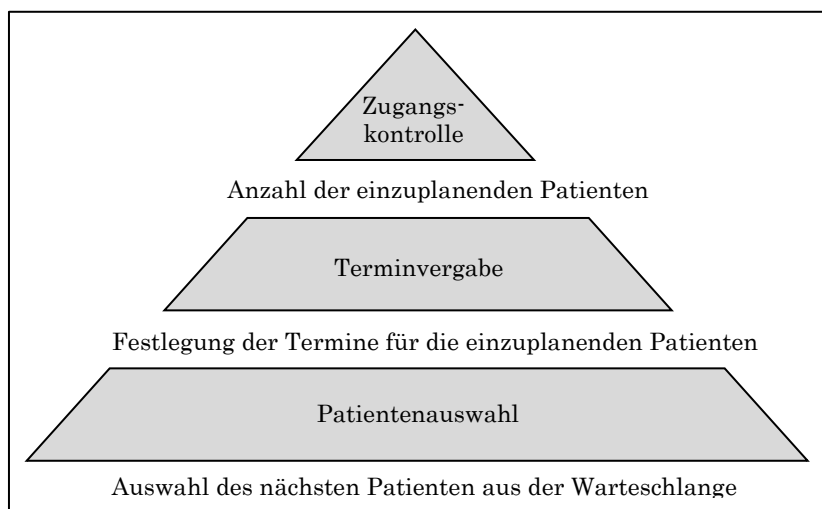 Zugangs-
kontrolle
Anzahl der einzuplanenden Patienten
Terminvergabe
Festlegung der Termine für die einzuplanenden Patienten
Patientenauswahl
Auswahl des nächsten Patienten aus der Warteschlange